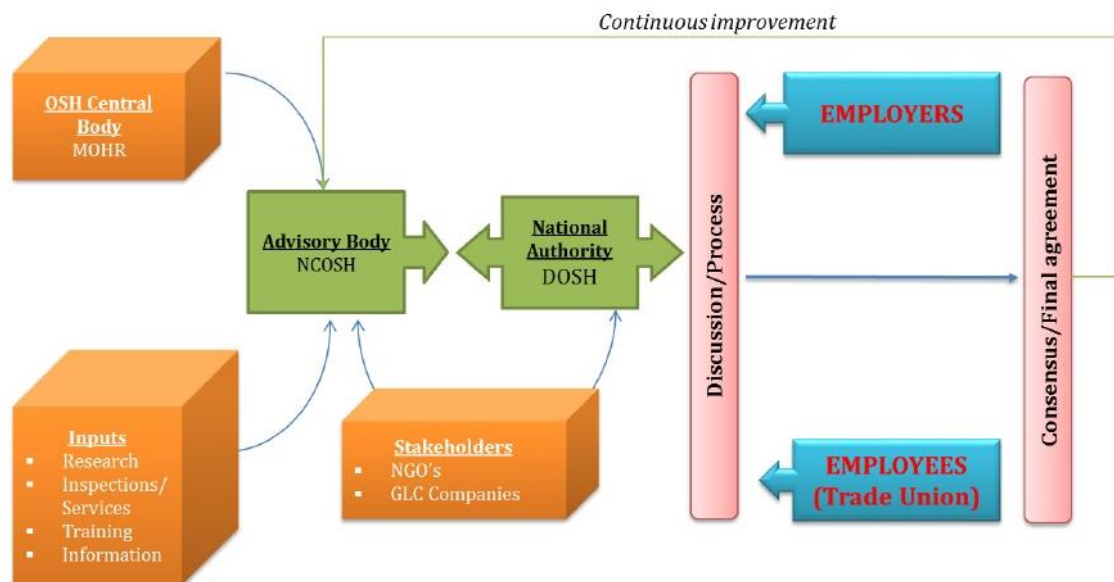 Continuous improvement
OSH Central
Body
MOHR
Advisory Body
NCOSH
National
Authority
DOSH
Discussion/Process
EMPLOYERS
EMPLOYEES
(Trade Union)
Consensus/Final agreement
Inputs
▪ Research
▪ Inspections/
Services
▪ Training
▪ Information
Stakeholders
▪ NGO's
▪ GLC Companies